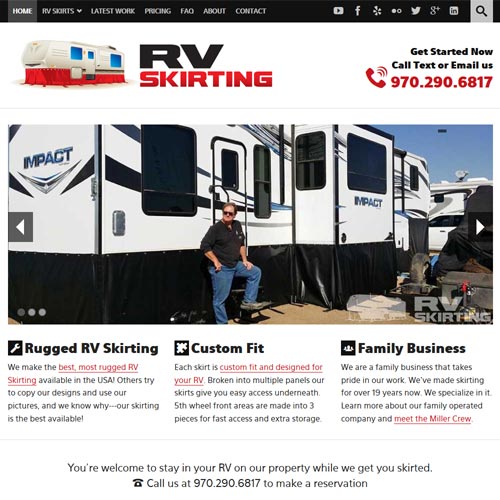 HOME RV SKIRTS LATEST WORK PRICING FAQ ABOUT CONTACT
RV
SKIRTING
Get Started Now
Call Text or Email us
970.290.6817
IMPACT
IMPACT
RV
SKIRTING
Rugged RV Skirting
We make the best, most rugged RV
Skirting available in the USA! Others try
to copy our designs and use our
pictures, and we know why---our skirting
is the best available!
Custom Fit
Each skirt is custom fit and designed for
your RV. Broken into multiple panels our
skirts give you easy access underneath.
5th wheel front areas are made into 3
pieces for fast access and extra storage.
Family Business
We are a family business that takes
pride in our work. We've made skirting
for over 19 years now. We specialize in it.
Learn more about our family operated
company and meet the Miller Crew.
You're welcome to stay in your RV on our property while we get you skirted.
☎ Call us at 970.290.6817 to make a reservation